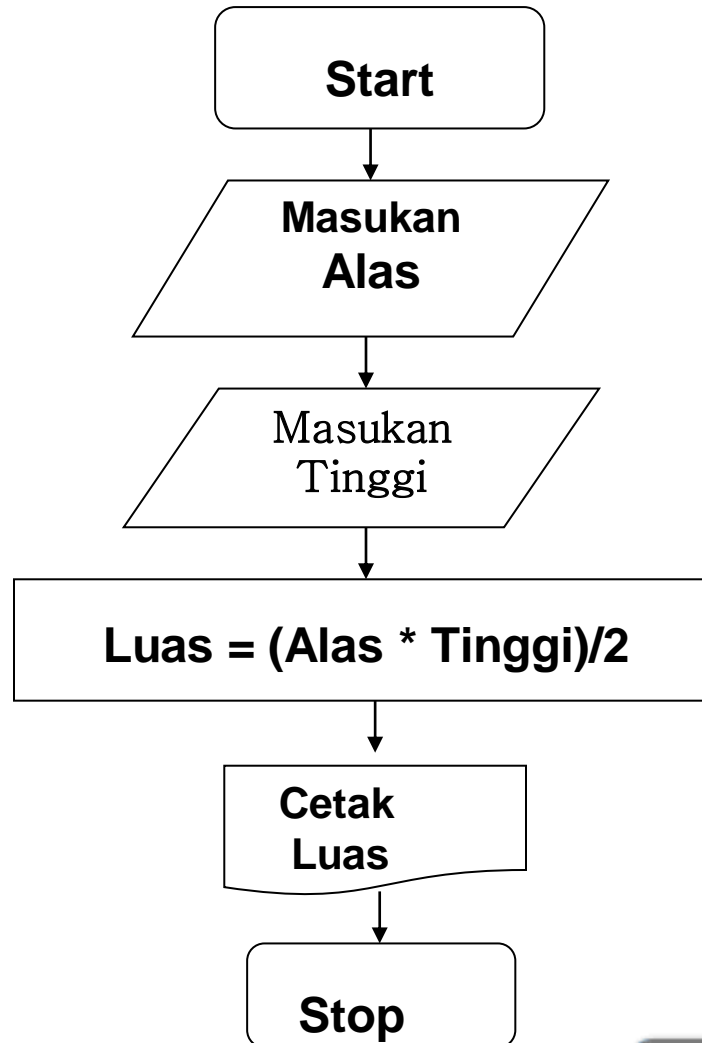 Start
Masukan
Alas
Masukan
Tinggi
Luas = (Alas * Tinggi)/2
Cetak
Luas
Stop